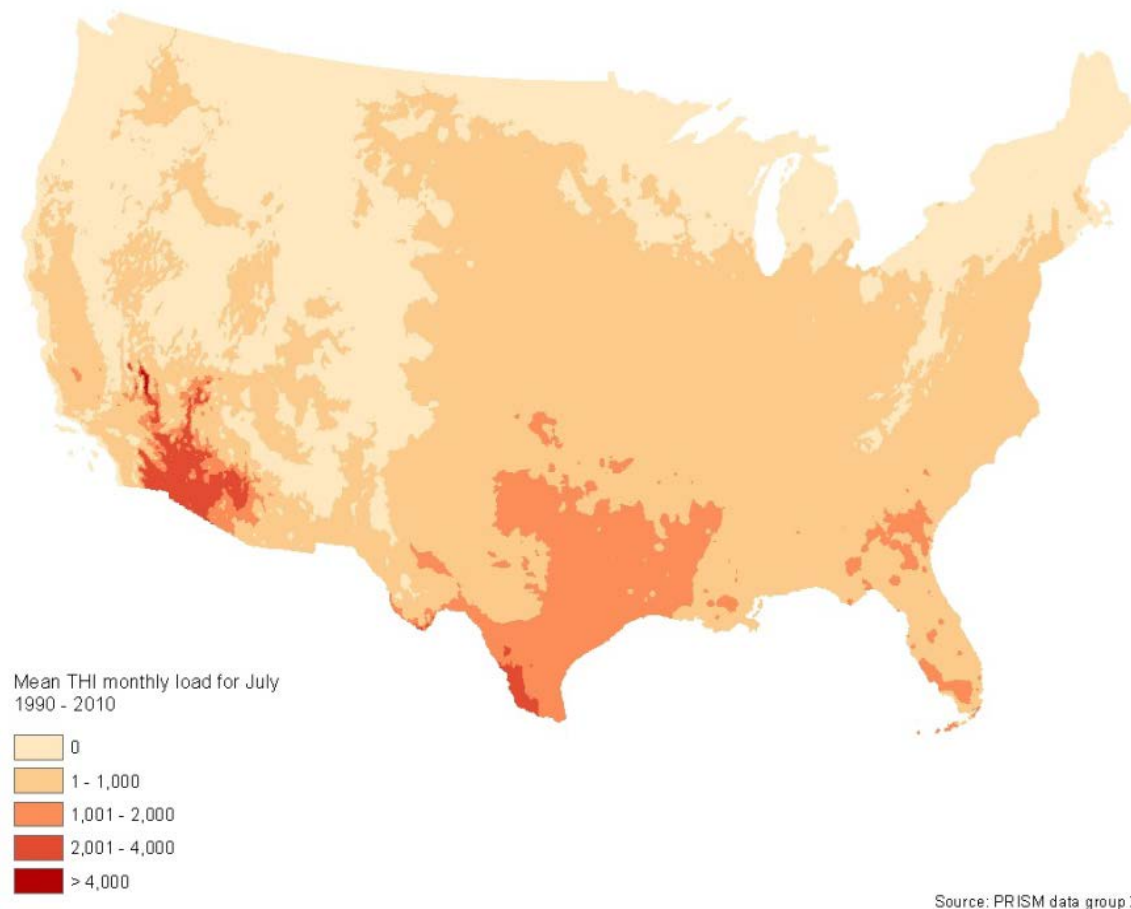 Mean THI monthly load for July
1990 - 2010
0
1 - 1,000
1,001 - 2,000
2,001 - 4,000
> 4,000
Source: PRISM data group